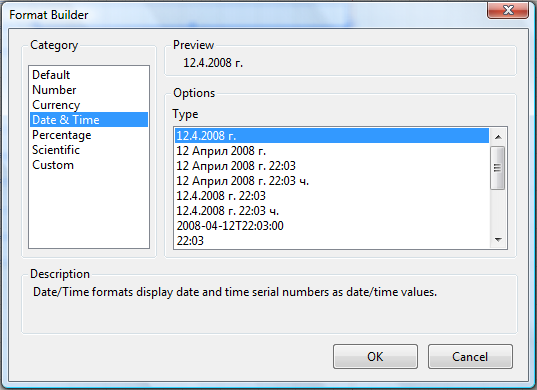 Format Builder
Category
Default
Number
Currency
Date & Time
Percentage
Scientific
Custom
Preview
12.4.2008 г.
Options
Type
12.4.2008 г.
12 Април 2008 г.
12 Април 2008 г. 22:03
12 Април 2008 г. 22:03 ч.
12.4.2008 г. 22:03
12.4.2008 г. 22:03 ч.
2008-04-12T22:03:00
22:03
Description
Date/Time formats display date and time serial numbers as date/time values.
OK
Cancel